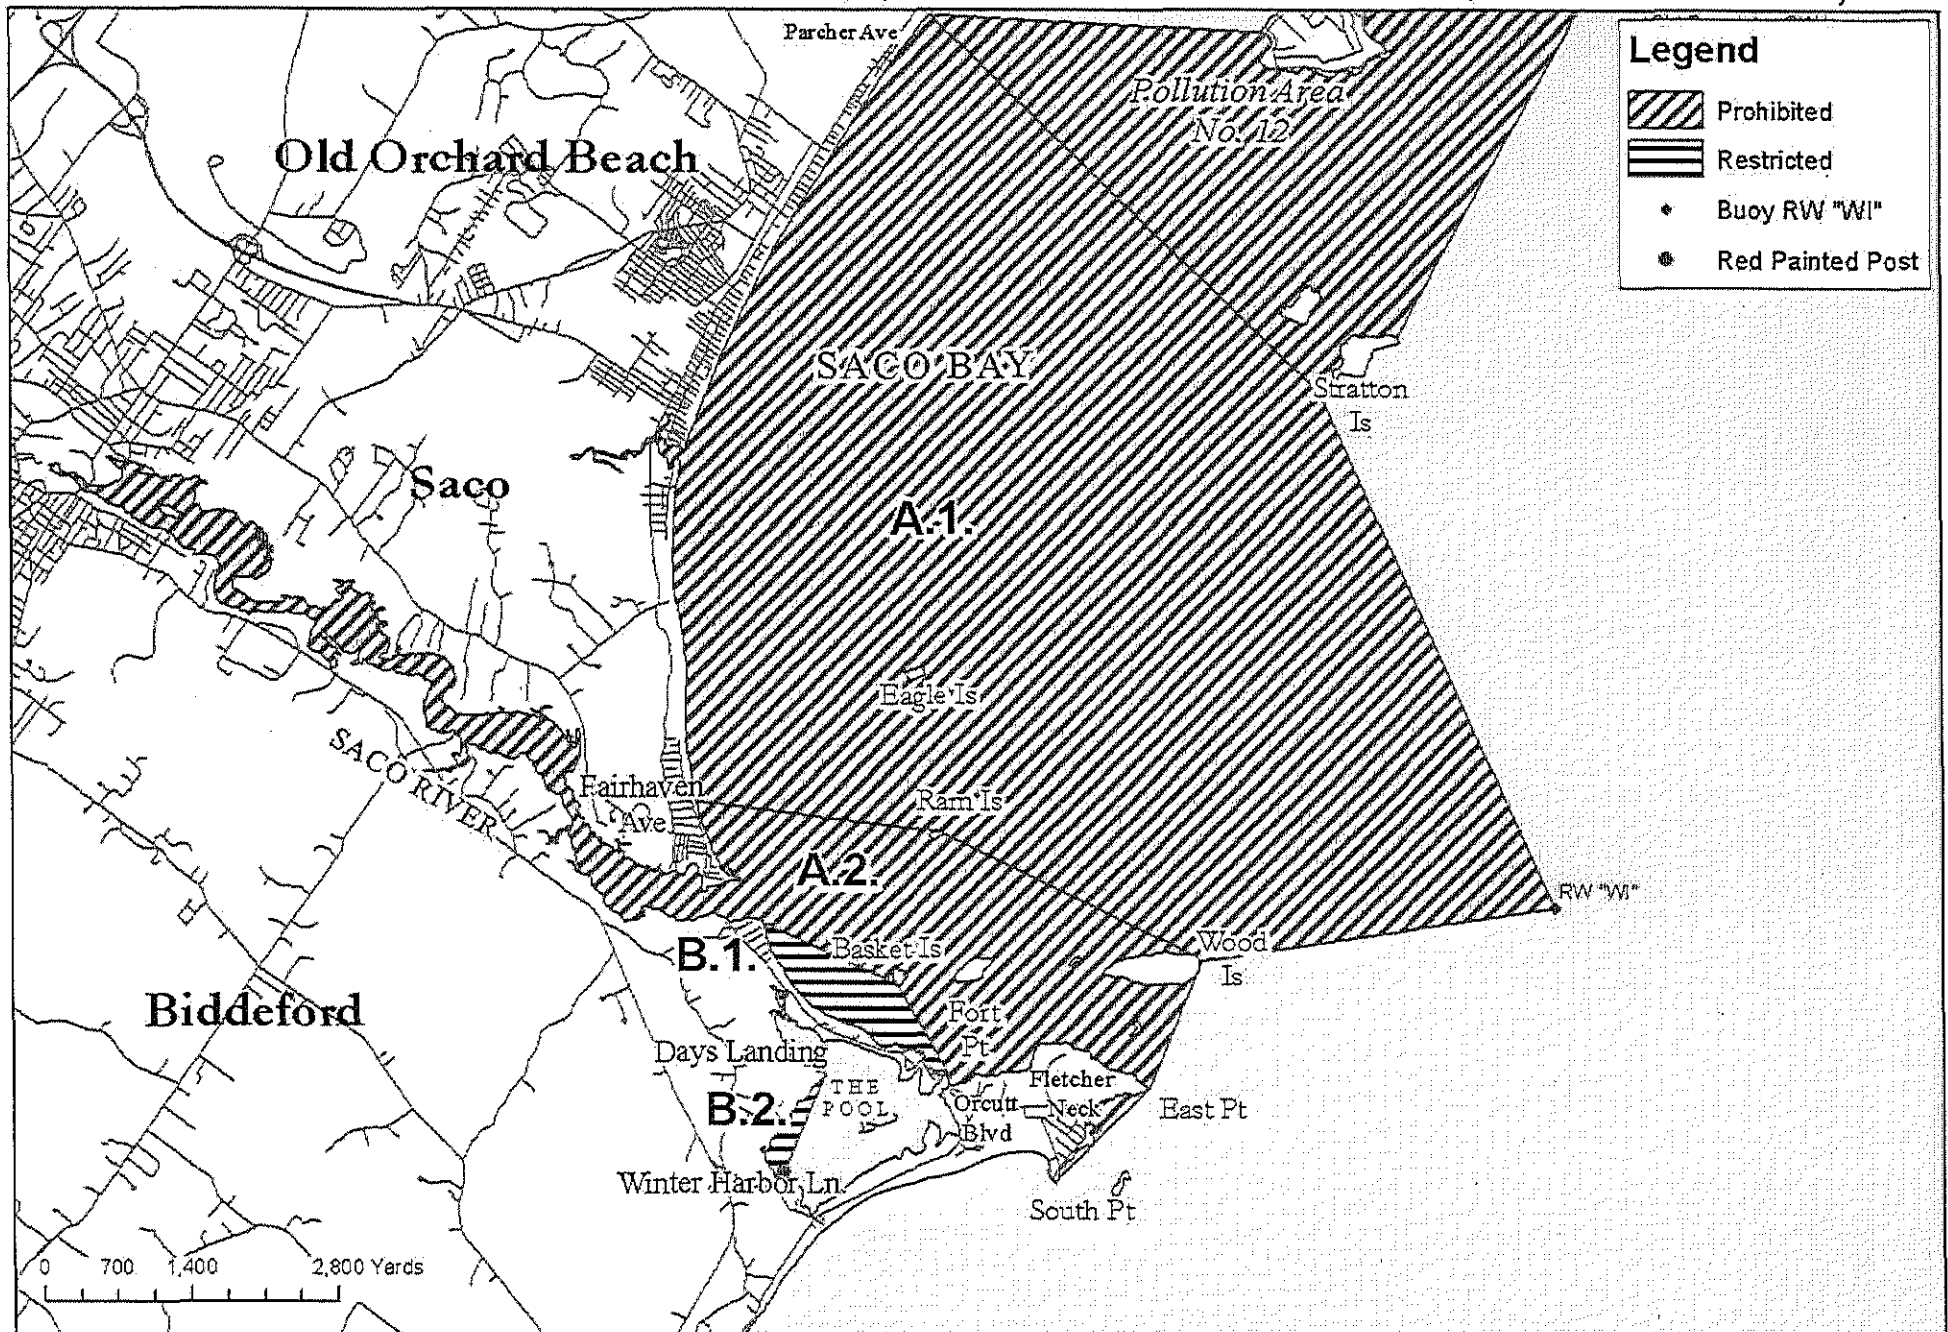 Parcher Ave
Legend
Prohibited
Restricted
Buoy RW "WI"
Red Painted Post
Pollution Area
No. 12
Old Orchard Beach
SACO BAY
Stratton
Is
Saco
A.1.
Eagle Is
SACO RIVER
Fairhaven
Ave
Ram Is
A.2.
RW "WI"
B.1.
Basket Is
Wood
Is
Biddeford
Fort
Pt
Days Landing
THE
POOL
Fletcher
Neck
B.2.
Orcutt
Blvd
East Pt
Winter Harbor Ln.
South Pt
0 700 1,400 2,800 Yards